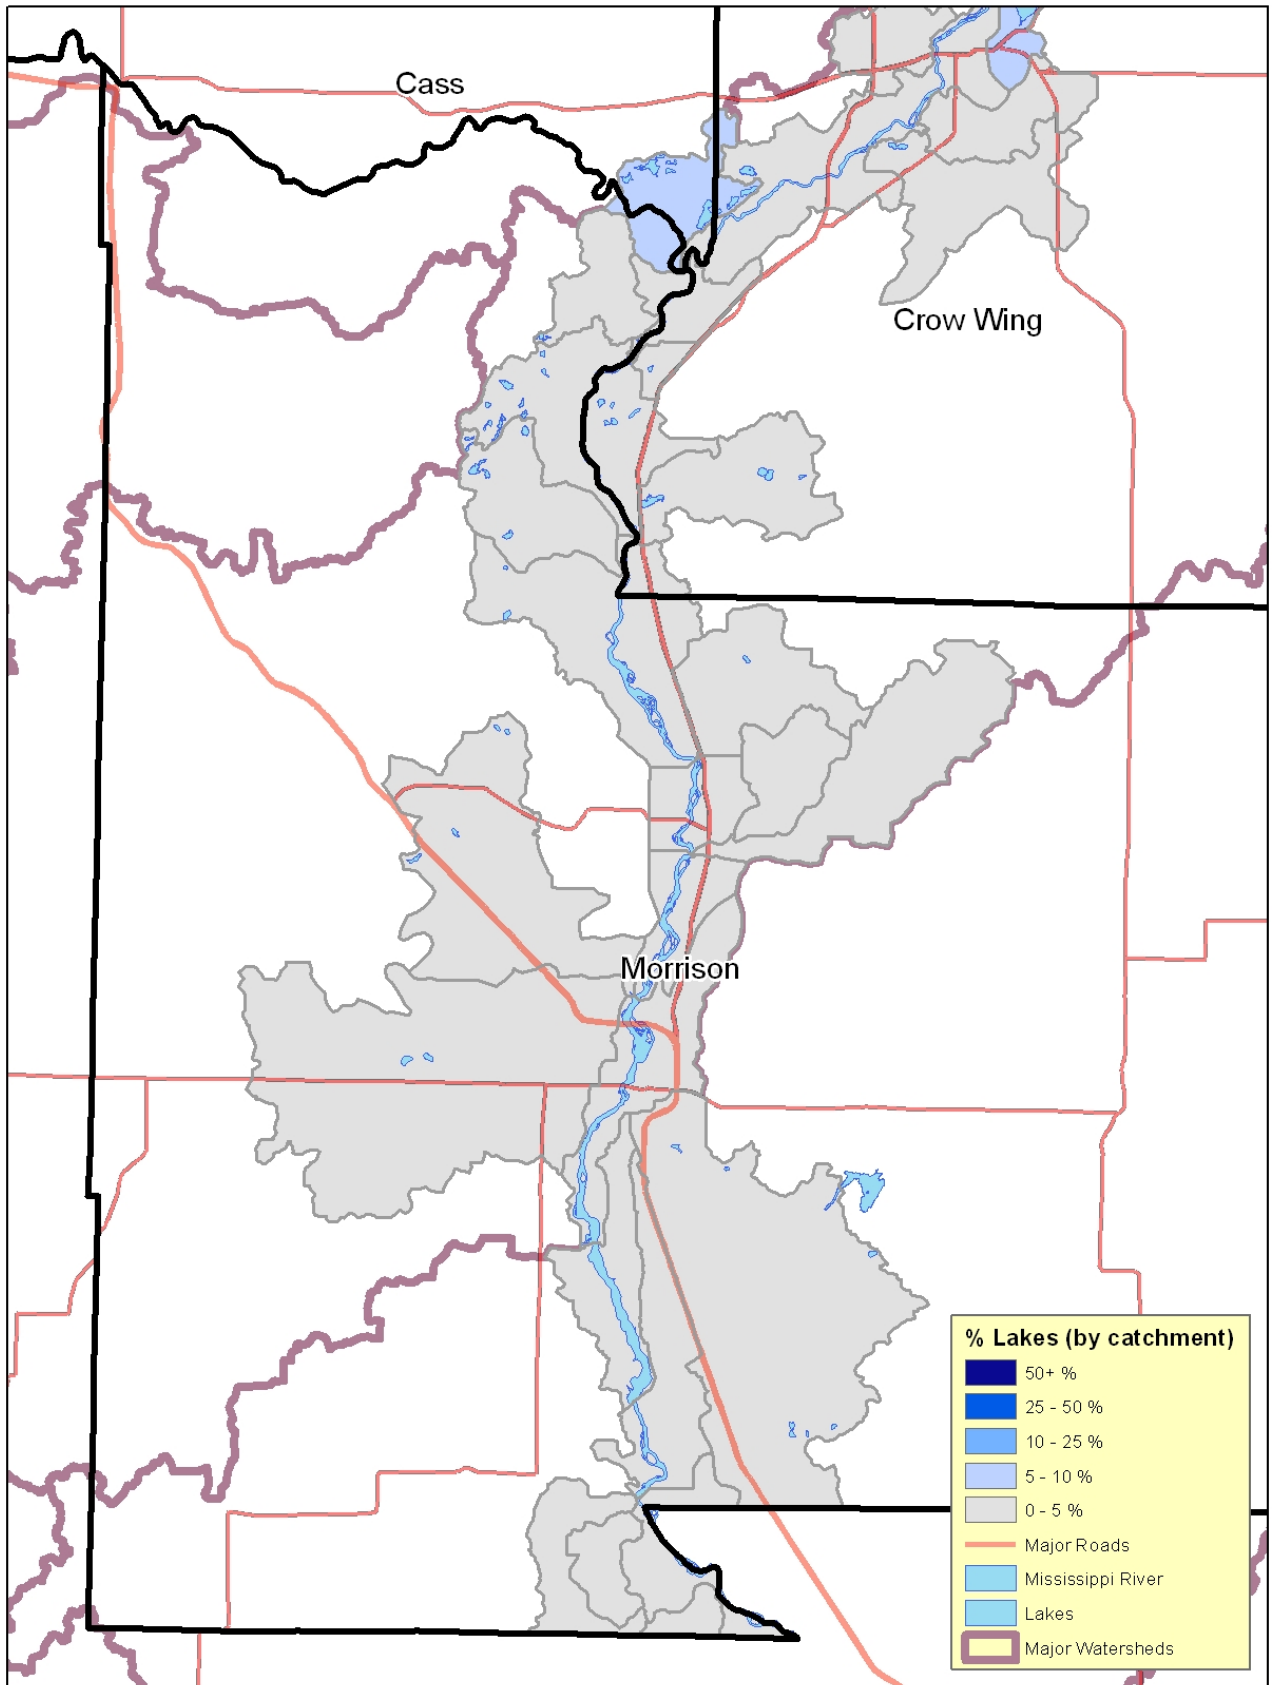 Cass
Crow Wing
Morrison
% Lakes (by catchment)
50+ %
25 - 50 %
10 - 25 %
5 - 10 %
0 - 5 %
Major Roads
Mississippi River
Lakes
Major Watersheds